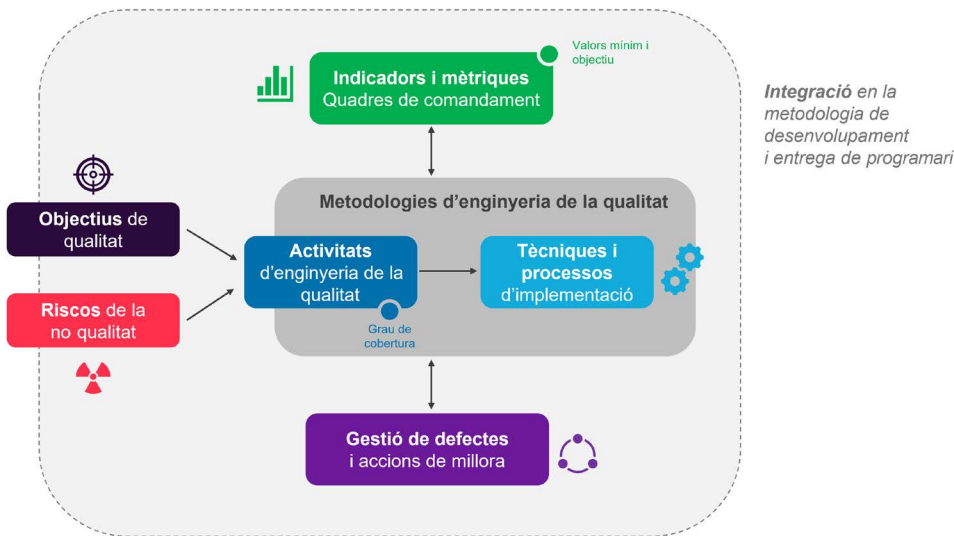 Valors mínim i
objectiu
Indicadors i mètriques
Quadres de comandament
Integració en la
metodologia de
desenvolupament
i entrega de programari
Objectius de
qualitat
Riscos de la
no qualitat
Metodologies d’enginyeria de la qualitat
Activitats
d’enginyeria de la
qualitat
Grau de
cobertura
Tècniques i
processos
d’implementació
Gestió de defectes
i accions de millora